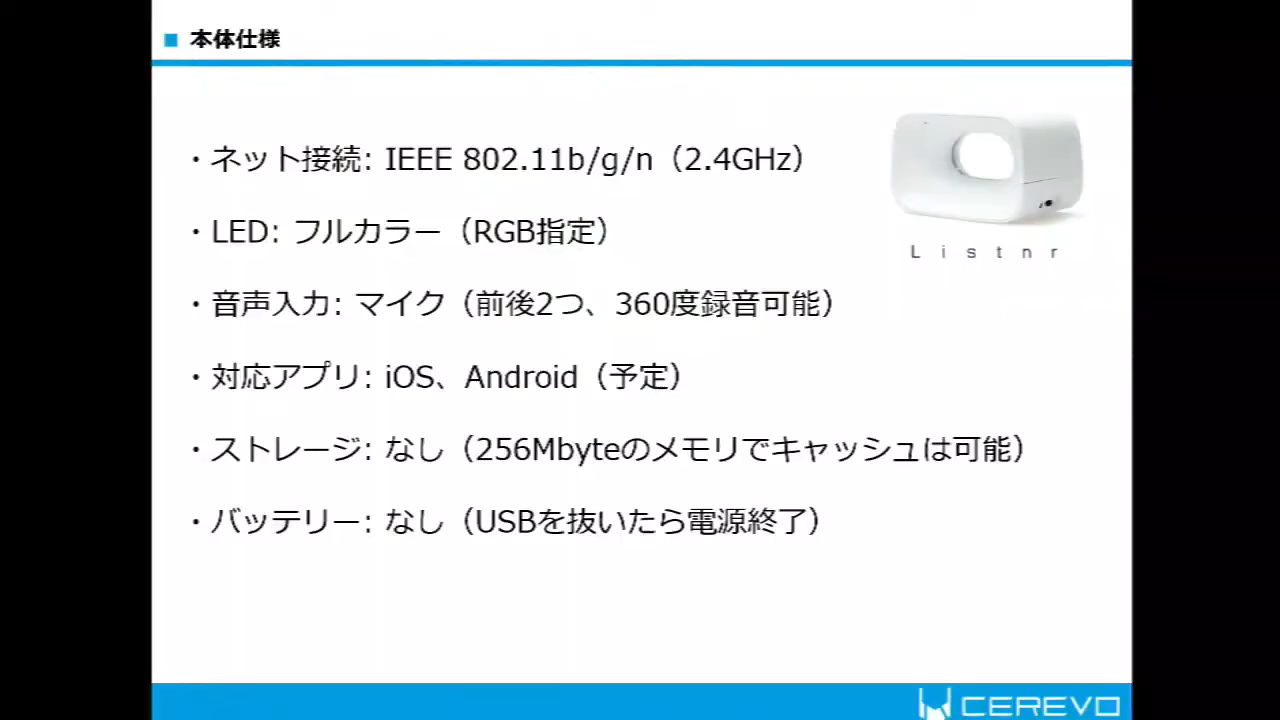 本体仕様
・ネット接続: IEEE 802.11b/g/n（2.4GHz）
Listnr
・LED: フルカラー（RGB指定）
・音声入力: マイク（前後2つ、360度録音可能）
・対応アプリ: iOS、Android（予定）
・ストレージ: なし（256Mbyteのメモリでキャッシュは可能）
・バッテリー: なし（USBを抜いたら電源終了）
CEREVO